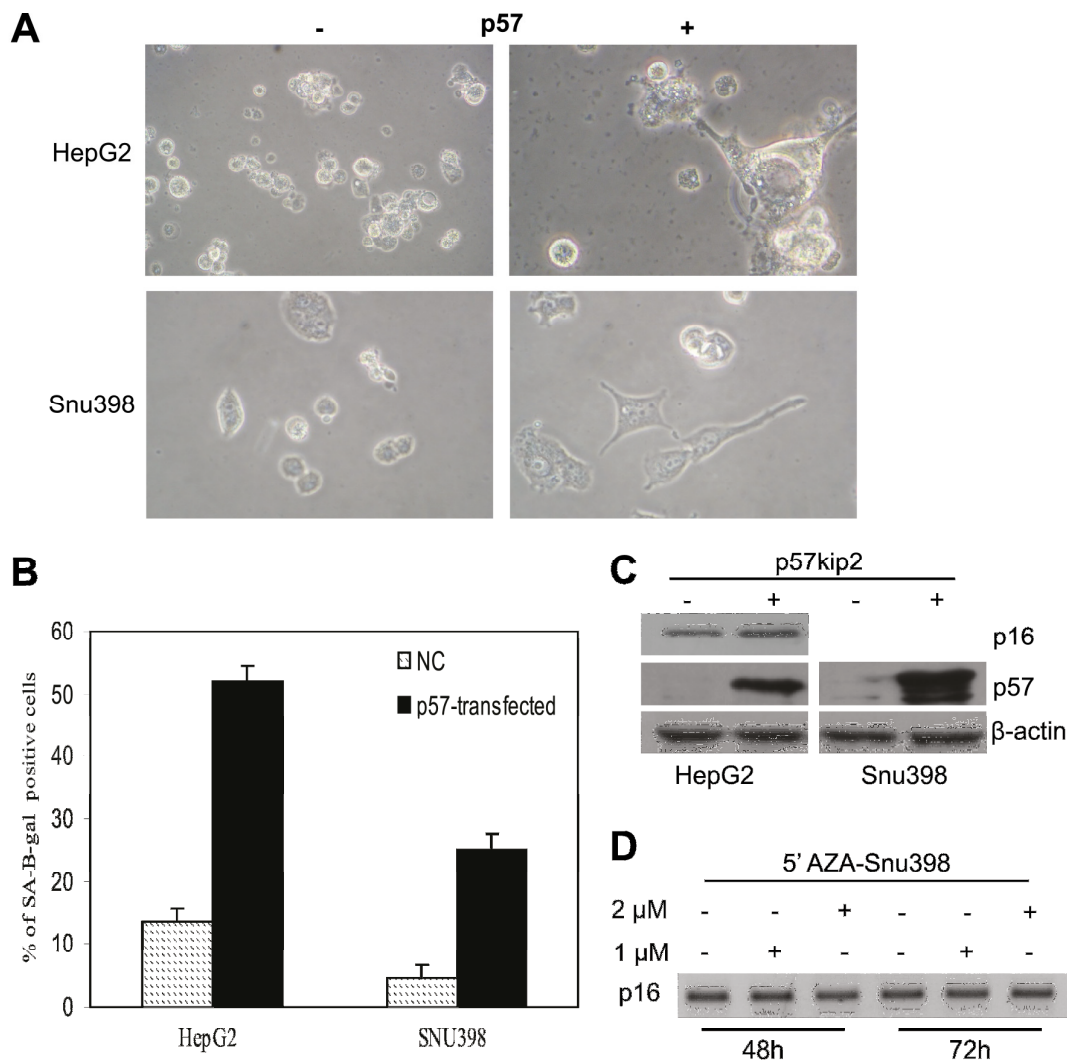 A
p57
- +
HepG2
Snu398
B
60
50
40
30
20
10
0
% of SA-B-gal positive cells
NC
p57-transfected
HepG2 SNU398
C
p57kip2
- + - +
p16
p57
β-actin
HepG2 Snu398
D
5' AZA-Snu398
2 µM - - + - - +
1 µM - + - - + -
p16
48h 72h